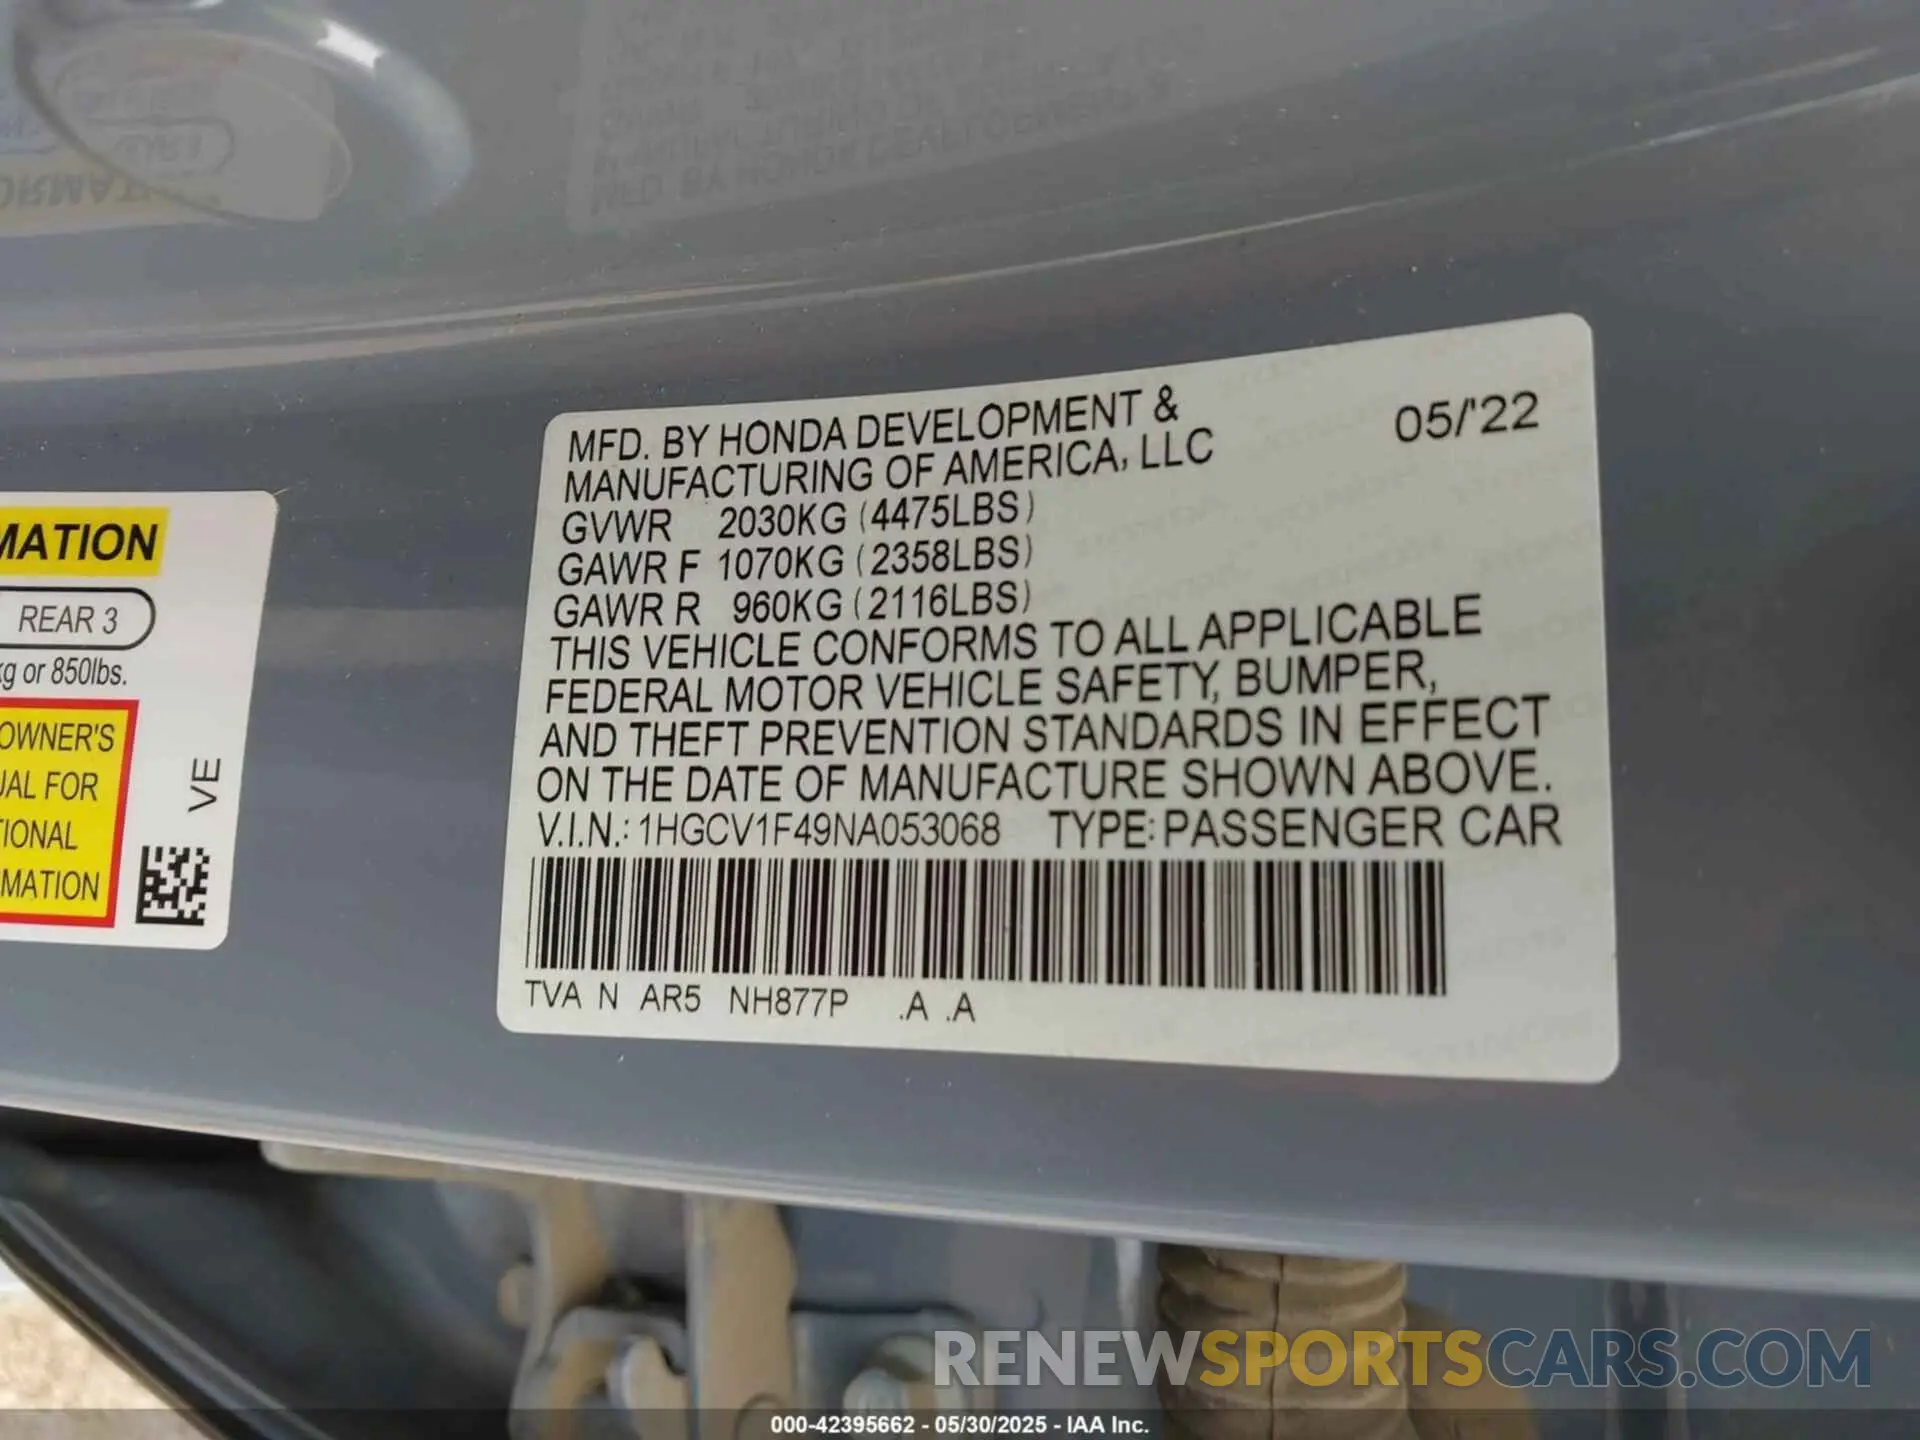 MFD. BY HONDA DEVELOPMENT & 05/'22
MANUFACTURING OF AMERICA, LLC
GVWR 2030KG (4475LBS)
GAWR F 1070KG (2358LBS)
GAWR R 960KG (2116LBS)
THIS VEHICLE CONFORMS TO ALL APPLICABLE
FEDERAL MOTOR VEHICLE SAFETY, BUMPER,
AND THEFT PREVENTION STANDARDS IN EFFECT
ON THE DATE OF MANUFACTURE SHOWN ABOVE.
V.I.N.: 1HGCV1F49NA053068 TYPE: PASSENGER CAR
TVA N AR5 NH877P .A .A
MATION
REAR 3
kg or 850lbs.
OWNER'S
UAL FOR
TIONAL
MATION
VE
RENEWSPORTSCARS.COM
000-42395662 - 05/30/2025 - IAA Inc.